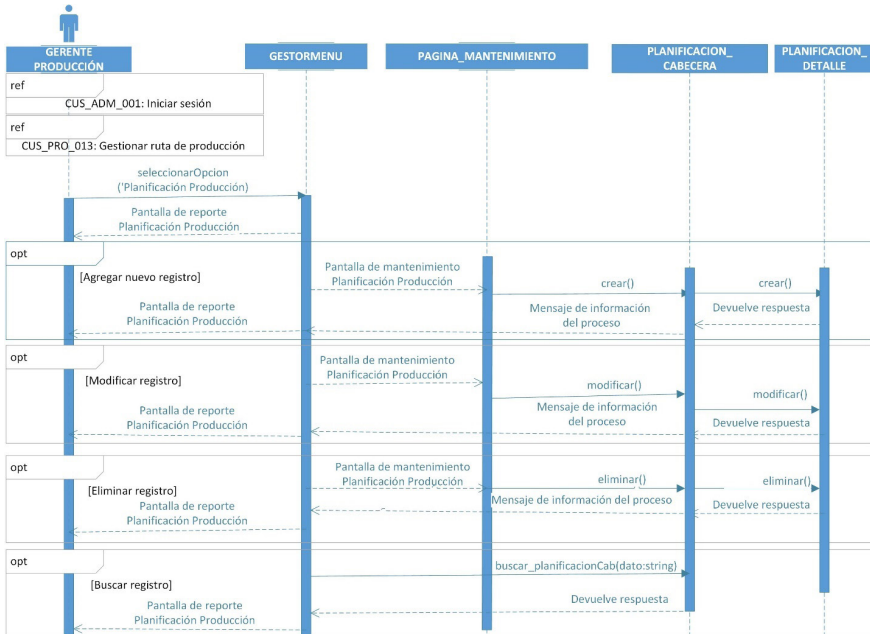 GERENTE
PRODUCCIÓN
GESTORMENU
PAGINA_MANTENIMIENTO
PLANIFICACION_
CABECERA
PLANIFICACION_
DETALLE
ref
CUS_ADM_001: Iniciar sesión
ref
CUS_PRO_013: Gestionar ruta de producción
seleccionarOpcion
('Planificación Producción)
Pantalla de reporte
Planificación Producción
opt
[Agregar nuevo registro]
Pantalla de mantenimiento
Planificación Producción
crear()
crear()
Pantalla de reporte
Planificación Producción
Mensaje de información
del proceso
Devuelve respuesta
opt
[Modificar registro]
Pantalla de mantenimiento
Planificación Producción
modificar()
modificar()
Pantalla de reporte
Planificación Producción
Mensaje de información
del proceso
Devuelve respuesta
opt
[Eliminar registro]
Pantalla de mantenimiento
Planificación Producción
eliminar()
eliminar()
Pantalla de reporte
Planificación Producción
Mensaje de información del proceso
Devuelve respuesta
opt
[Buscar registro]
buscar_planificacionCab(dato:string)
Pantalla de reporte
Planificación Producción
Devuelve respuesta